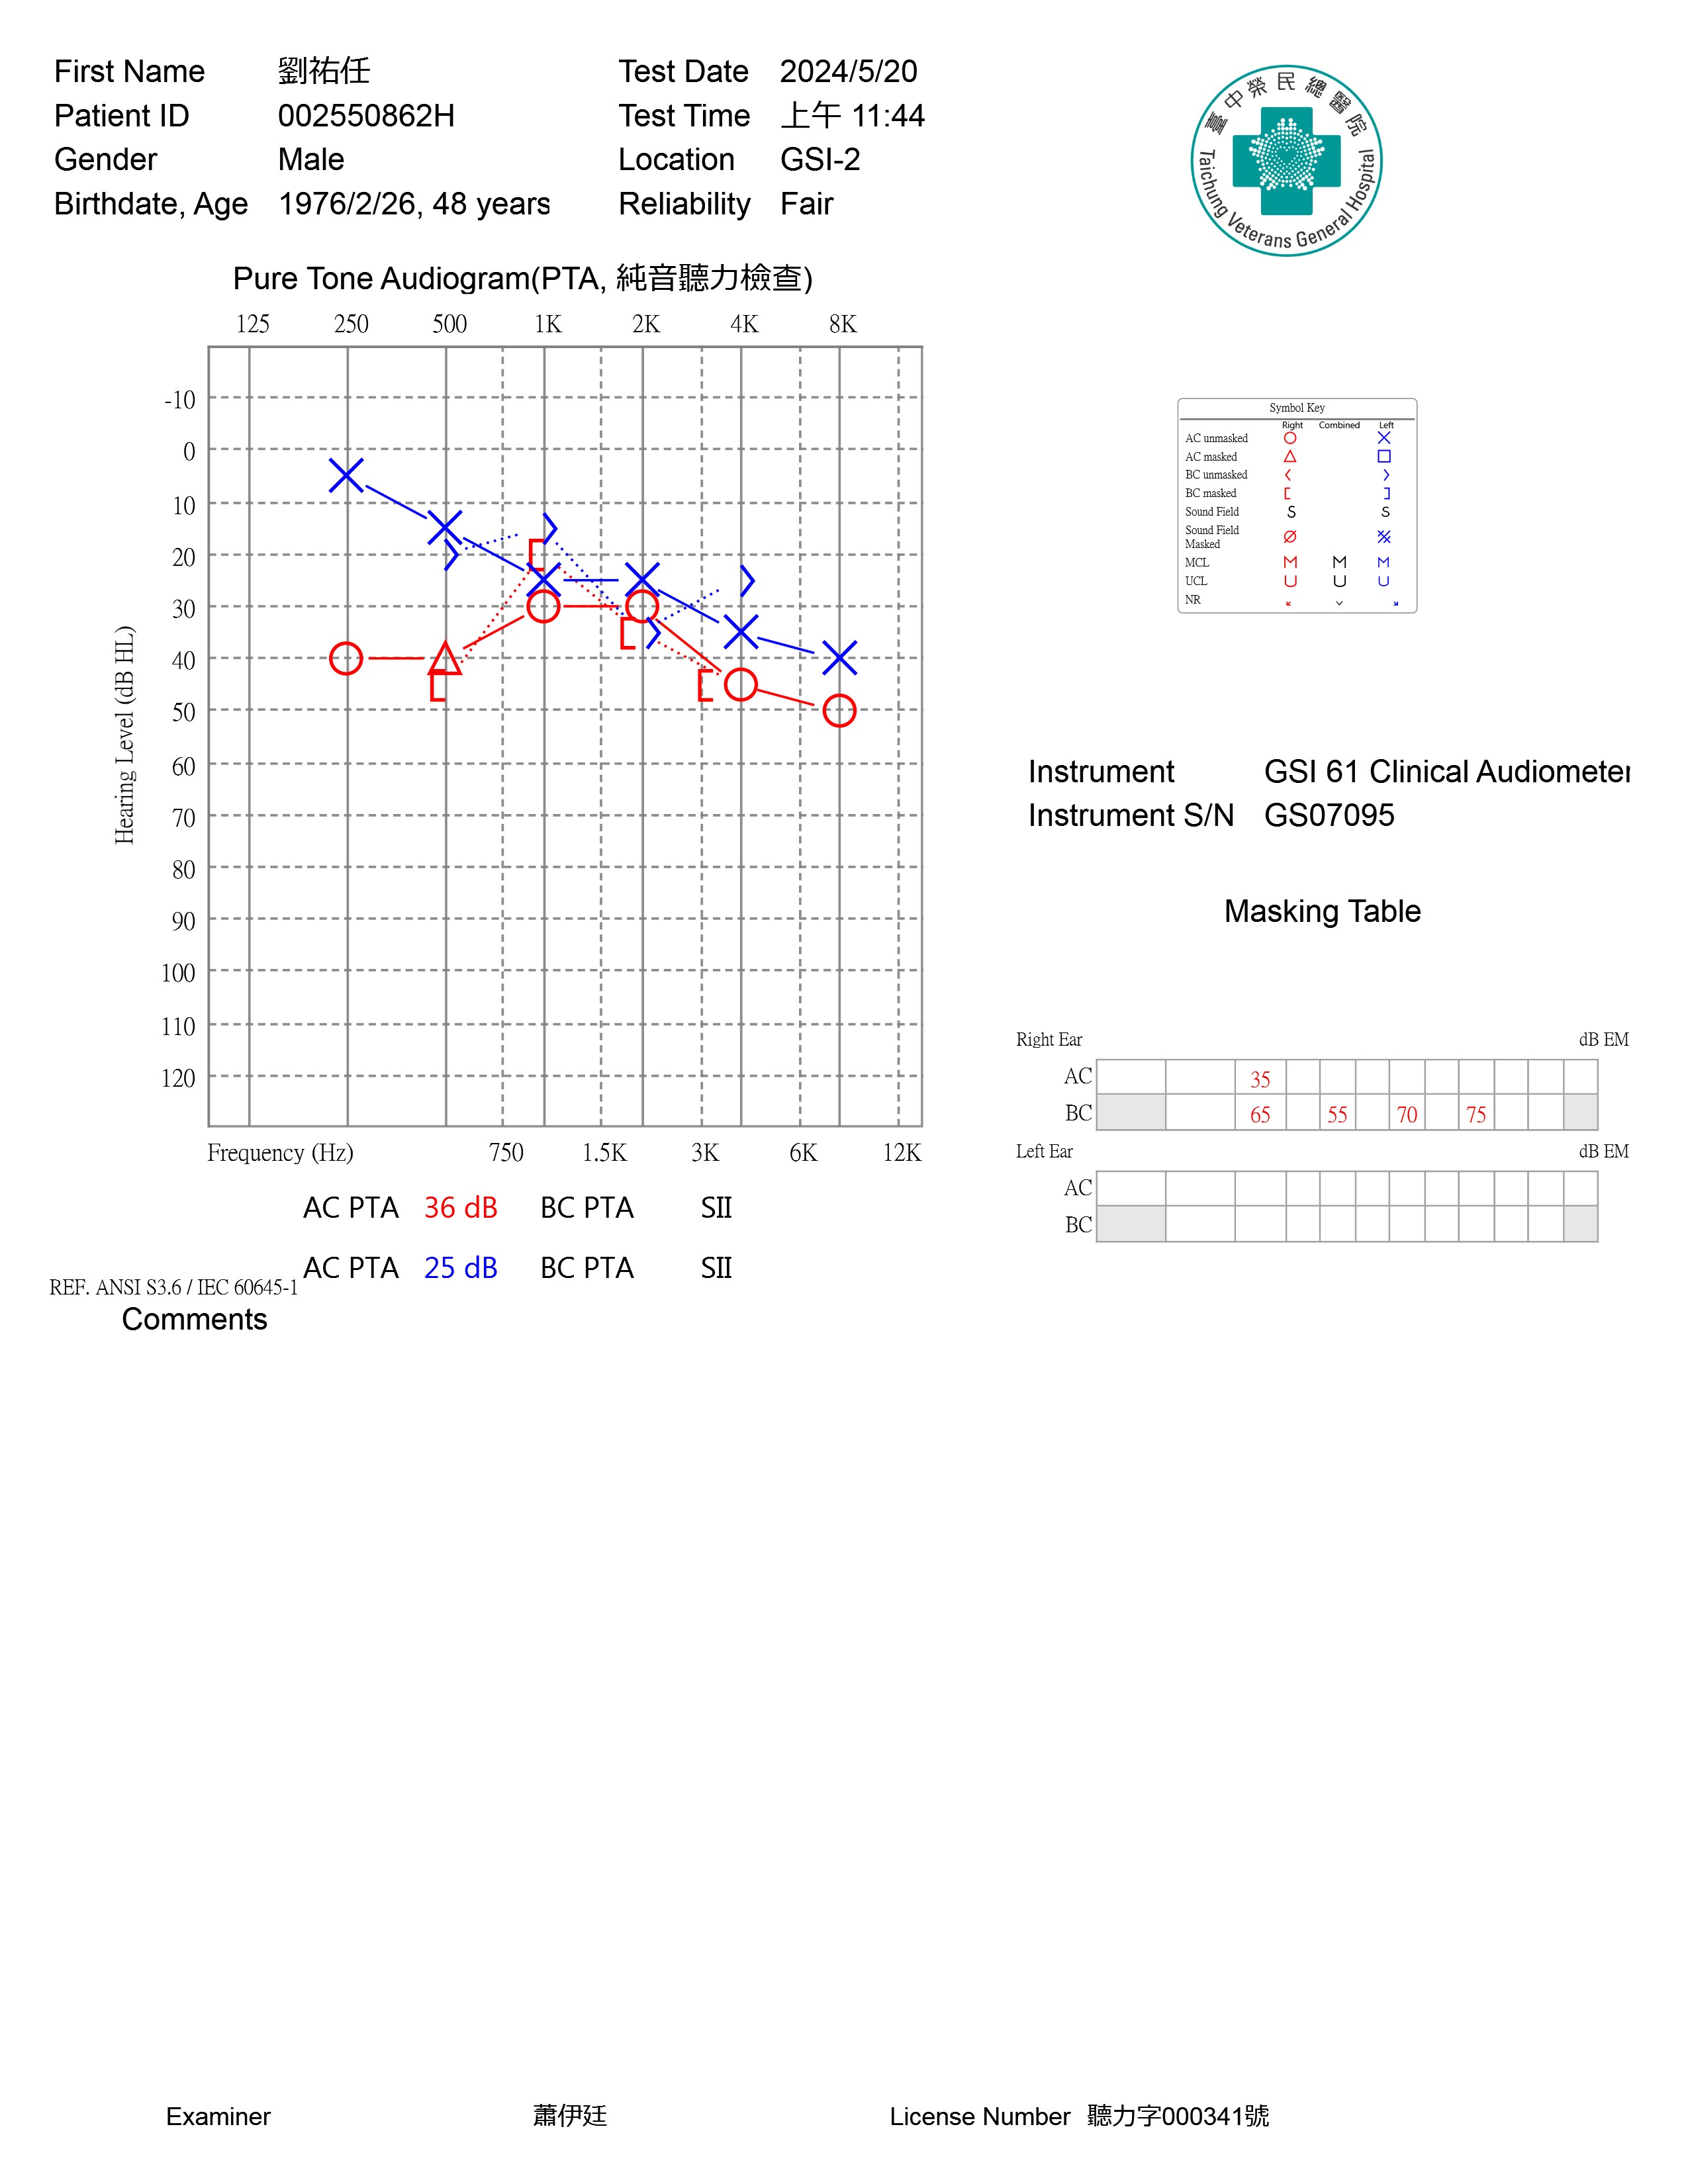 First Name 劉祐任 Test Date 2024/5/20
Patient ID 002550862H Test Time 上午 11:44
Gender Male Location GSI-2
Birthdate, Age 1976/2/26, 48 years Reliability Fair
臺中榮民總醫院
Taichung Veterans General Hospital
Pure Tone Audiogram(PTA, 純音聽力檢查)
125 250 500 1K 2K 4K 8K
-10
0
10
20
30
40
50
60
70
80
90
100
110
120
Hearing Level (dB HL)
Frequency (Hz) 750 1.5K 3K 6K 12K
AC PTA 36 dB BC PTA SII
AC PTA 25 dB BC PTA SII
REF. ANSI S3.6 / IEC 60645-1
Comments
Symbol Key
Right Combined Left
AC unmasked
AC masked
BC unmasked
BC masked
Sound Field S S
Sound Field
Masked
MCL M M M
UCL U U U
NR
Instrument GSI 61 Clinical Audiometer
Instrument S/N GS07095
Masking Table
Right Ear dB EM
AC 35
BC 65 55 70 75
Left Ear dB EM
AC
BC
Examiner 蕭伊廷 License Number 聽力字000341號